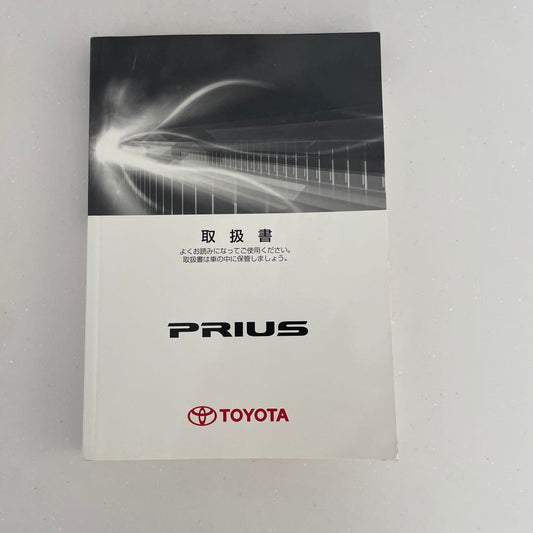 取扱書
よくお読みになってご使用ください。
取扱書は車の中に保管しましょう。
PRIUS
TOYOTA